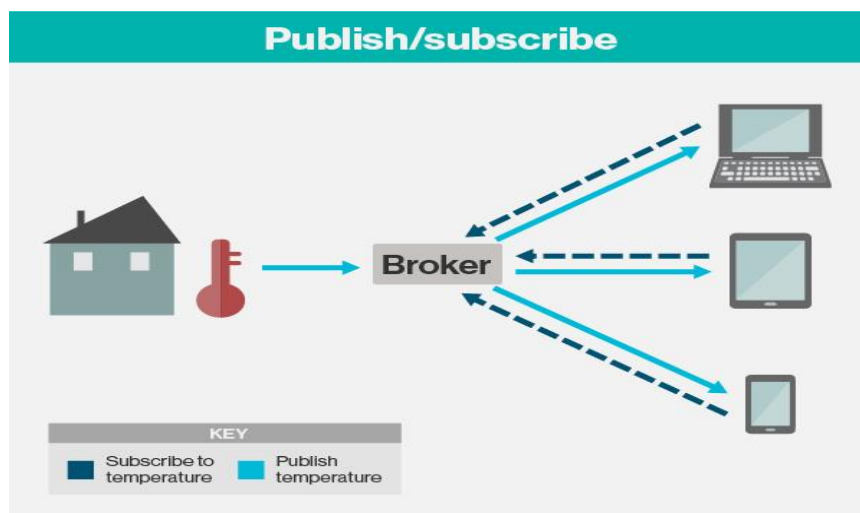 Publish/subscribe
Broker
KEY
Subscribe to
temperature
Publish
temperature